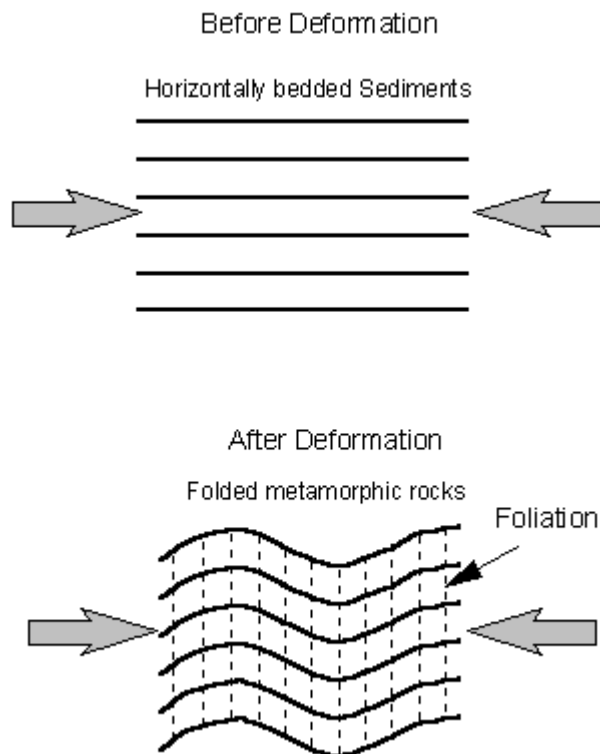 Before Deformation
Horizontally bedded Sediments
After Deformation
Folded metamorphic rocks
Foliation